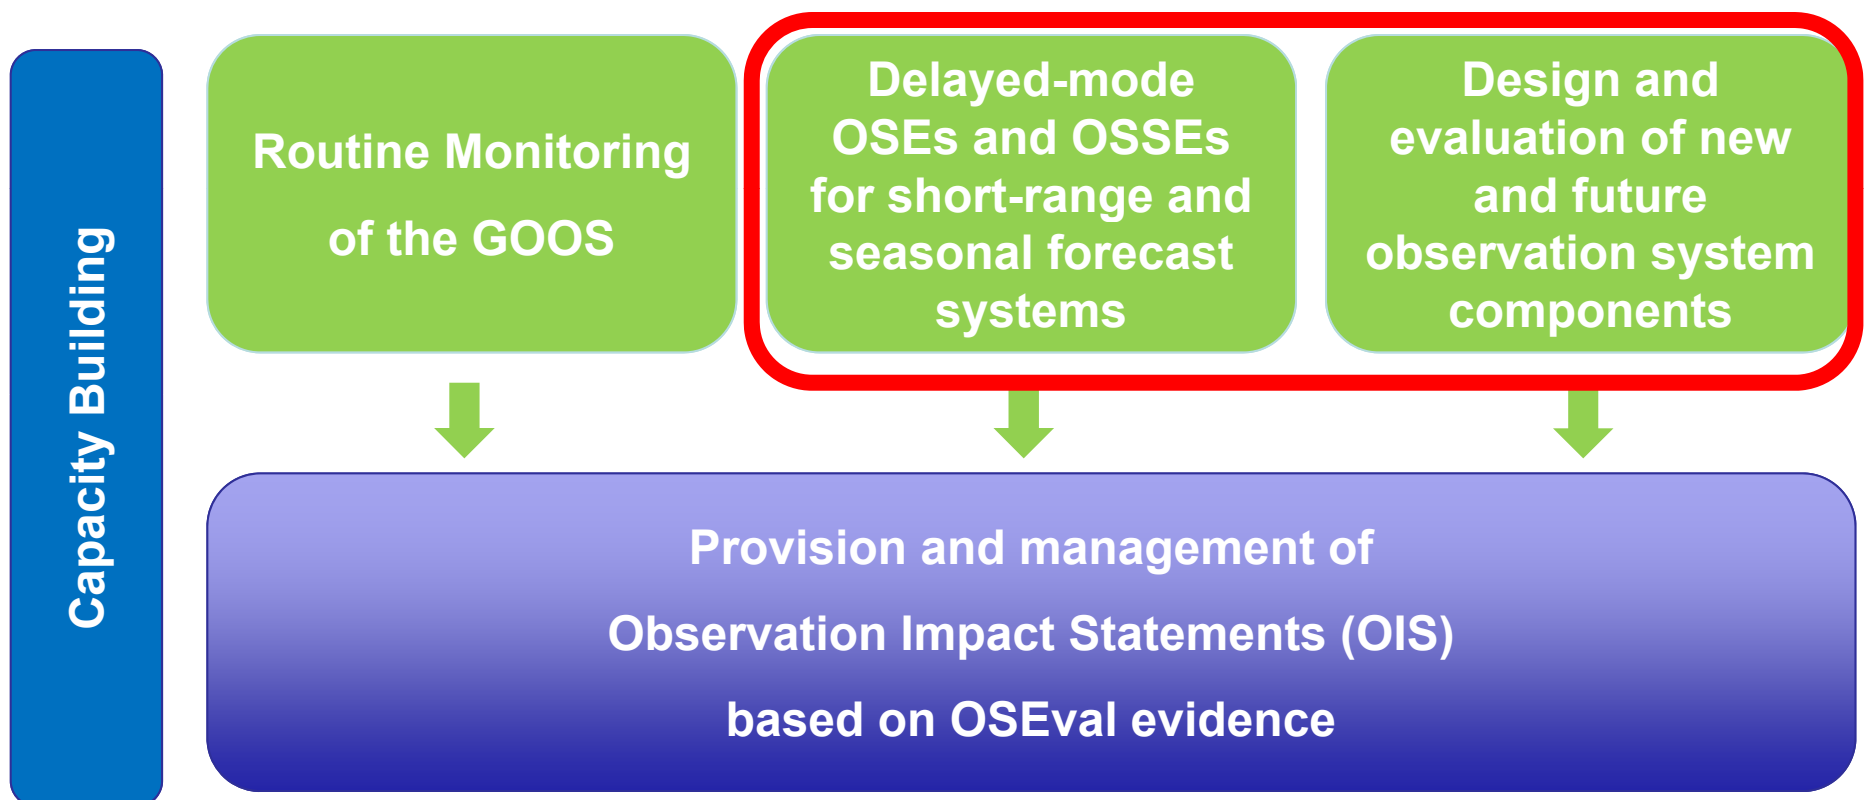 Capacity Building
Routine Monitoring
of the GOOS
Delayed-mode
OSEs and OSSEs
for short-range and
seasonal forecast
systems
Design and
evaluation of new
and future
observation system
components
Provision and management of
Observation Impact Statements (OIS)
based on OSEval evidence